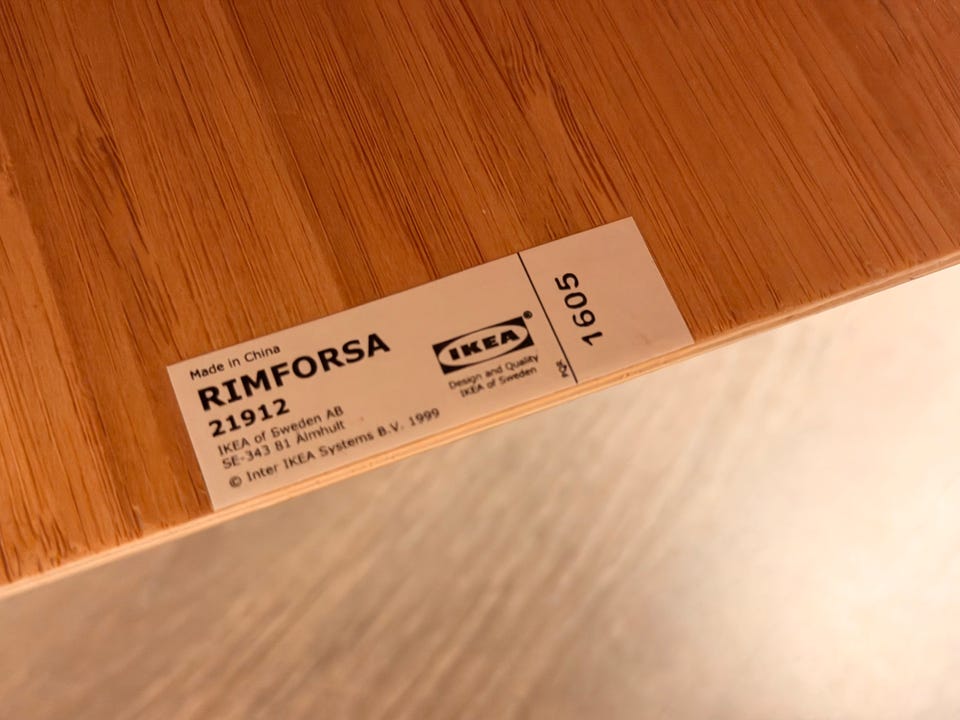 Made in China
RIMFORSA
21912
IKEA of Sweden AB
SE-343 81 Älmhult
© Inter IKEA Systems B.V. 1999
IKEA®
Design and Quality
IKEA of Sweden
1605